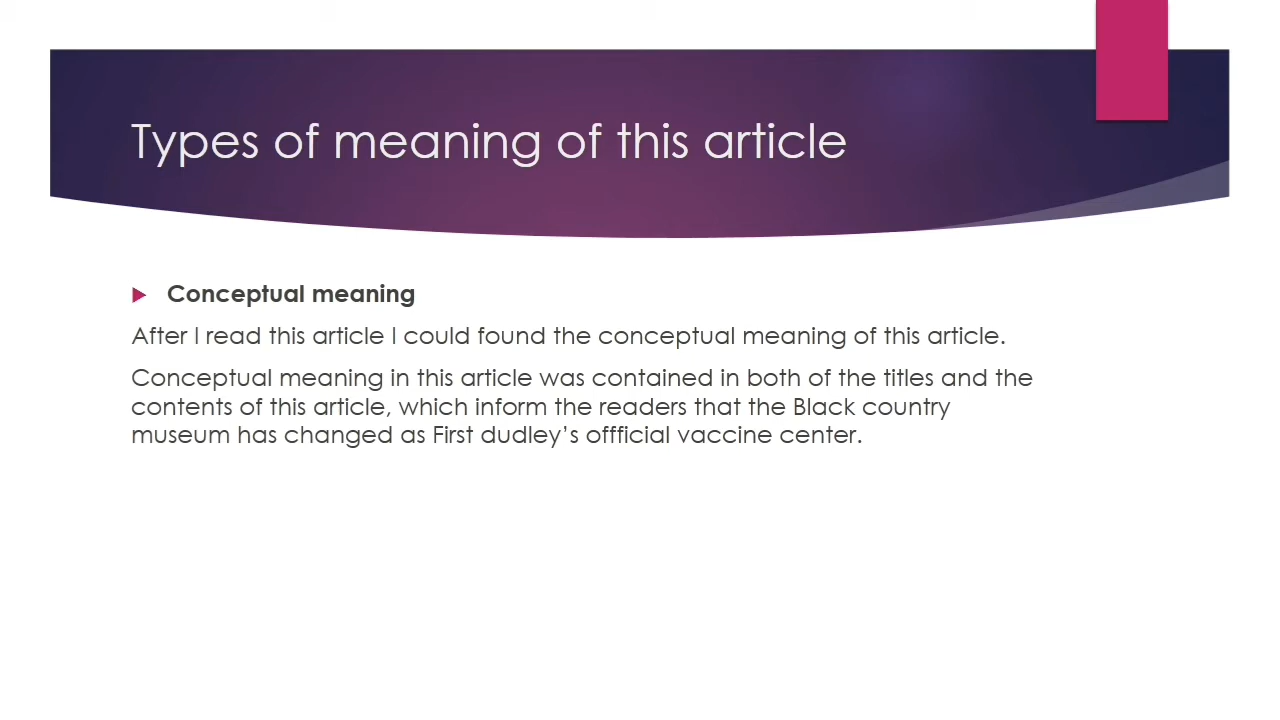 Types of meaning of this article
Conceptual meaning
After I read this article I could found the conceptual meaning of this article.
Conceptual meaning in this article was contained in both of the titles and the
contents of this article, which inform the readers that the Black country
museum has changed as First dudley’s offficial vaccine center.